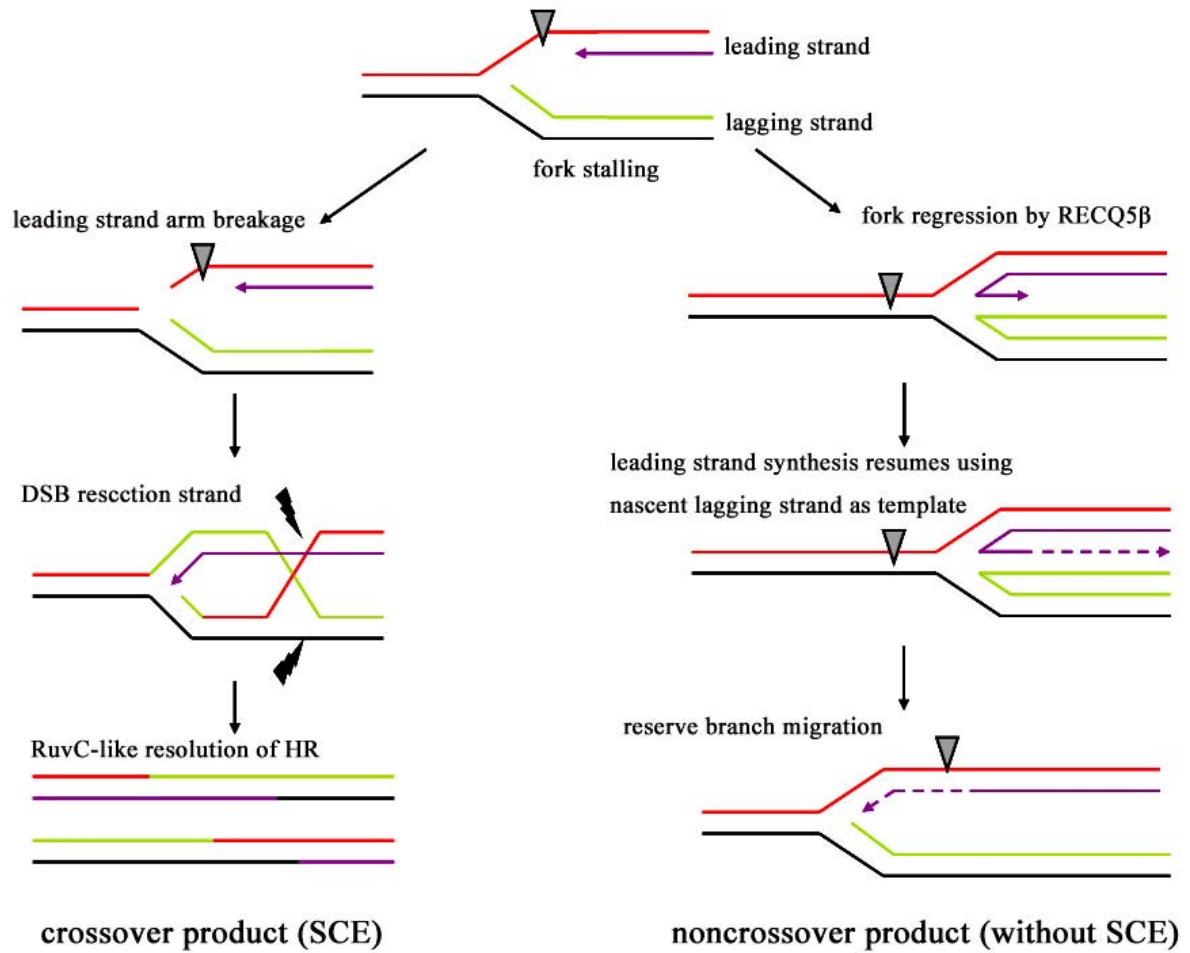 leading strand
lagging strand
fork stalling
leading strand arm breakage
DSB rescction strand
RuvC-like resolution of HR
crossover product (SCE)
fork regression by RECQ5β
leading strand synthesis resumes using
nascent lagging strand as template
reserve branch migration
noncrossover product (without SCE)